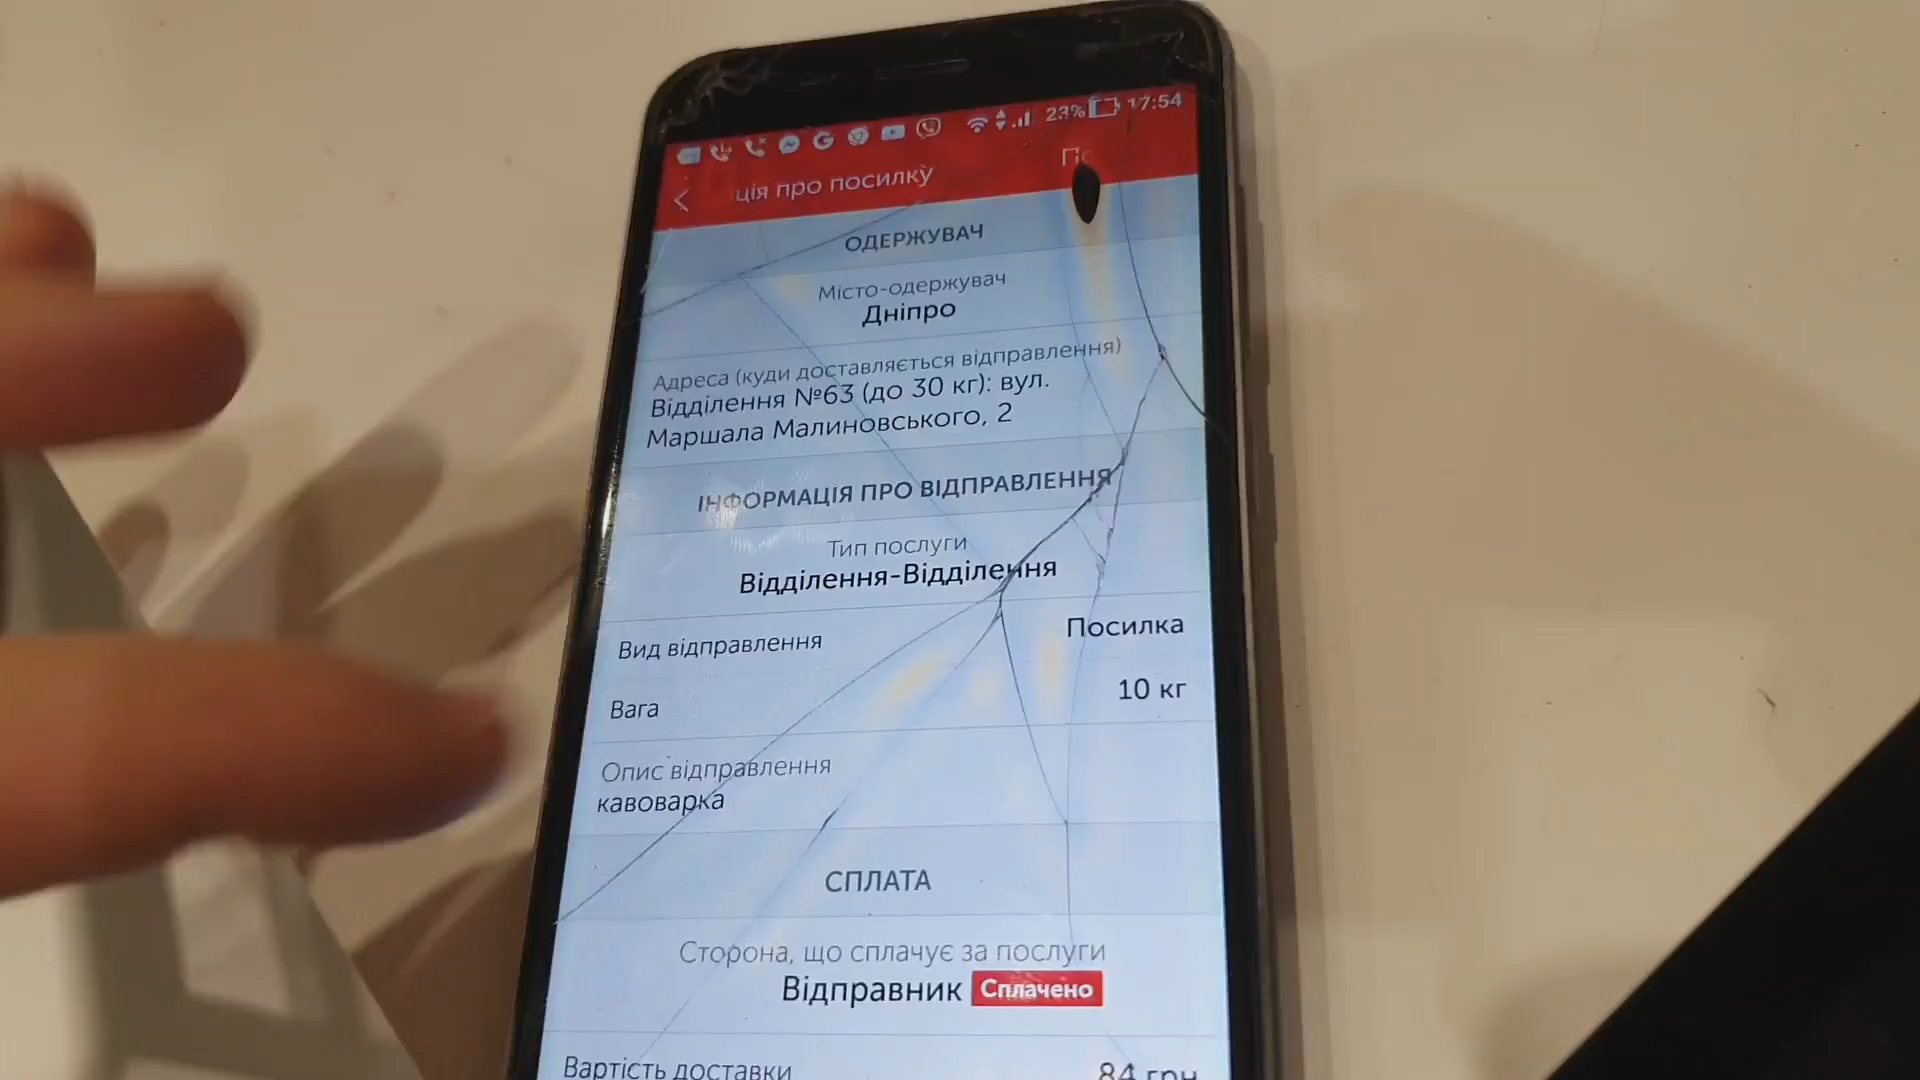 23% 17:54
ція про посилку
ОДЕРЖУВАЧ
Місто-одержувач
Дніпро
Адреса (куди доставляється відправлення)
Відділення №63 (до 30 кг): вул.
Маршала Малиновського, 2
ІНФОРМАЦІЯ ПРО ВІДПРАВЛЕННЯ
Тип послуги
Відділення-Відділення
Вид відправлення Посилка
Вага 10 кг
Опис відправлення
кавоварка
СПЛАТА
Сторона, що сплачує за послуги
Відправник Сплачено
Вартість доставки 84 грн